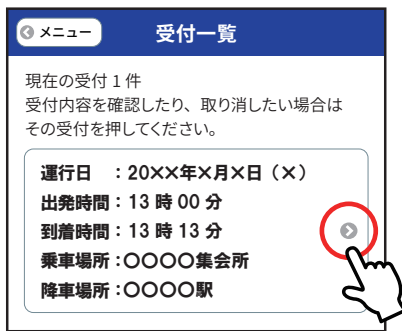 メニュー
受付一覧
現在の受付 1 件
受付内容を確認したり、取り消したい場合は
その受付を押してください。
運行日 ：20××年×月×日（×）
出発時間：13 時 00 分
到着時間：13 時 13 分
乗車場所：〇〇〇〇集会所
降車場所：〇〇〇〇駅